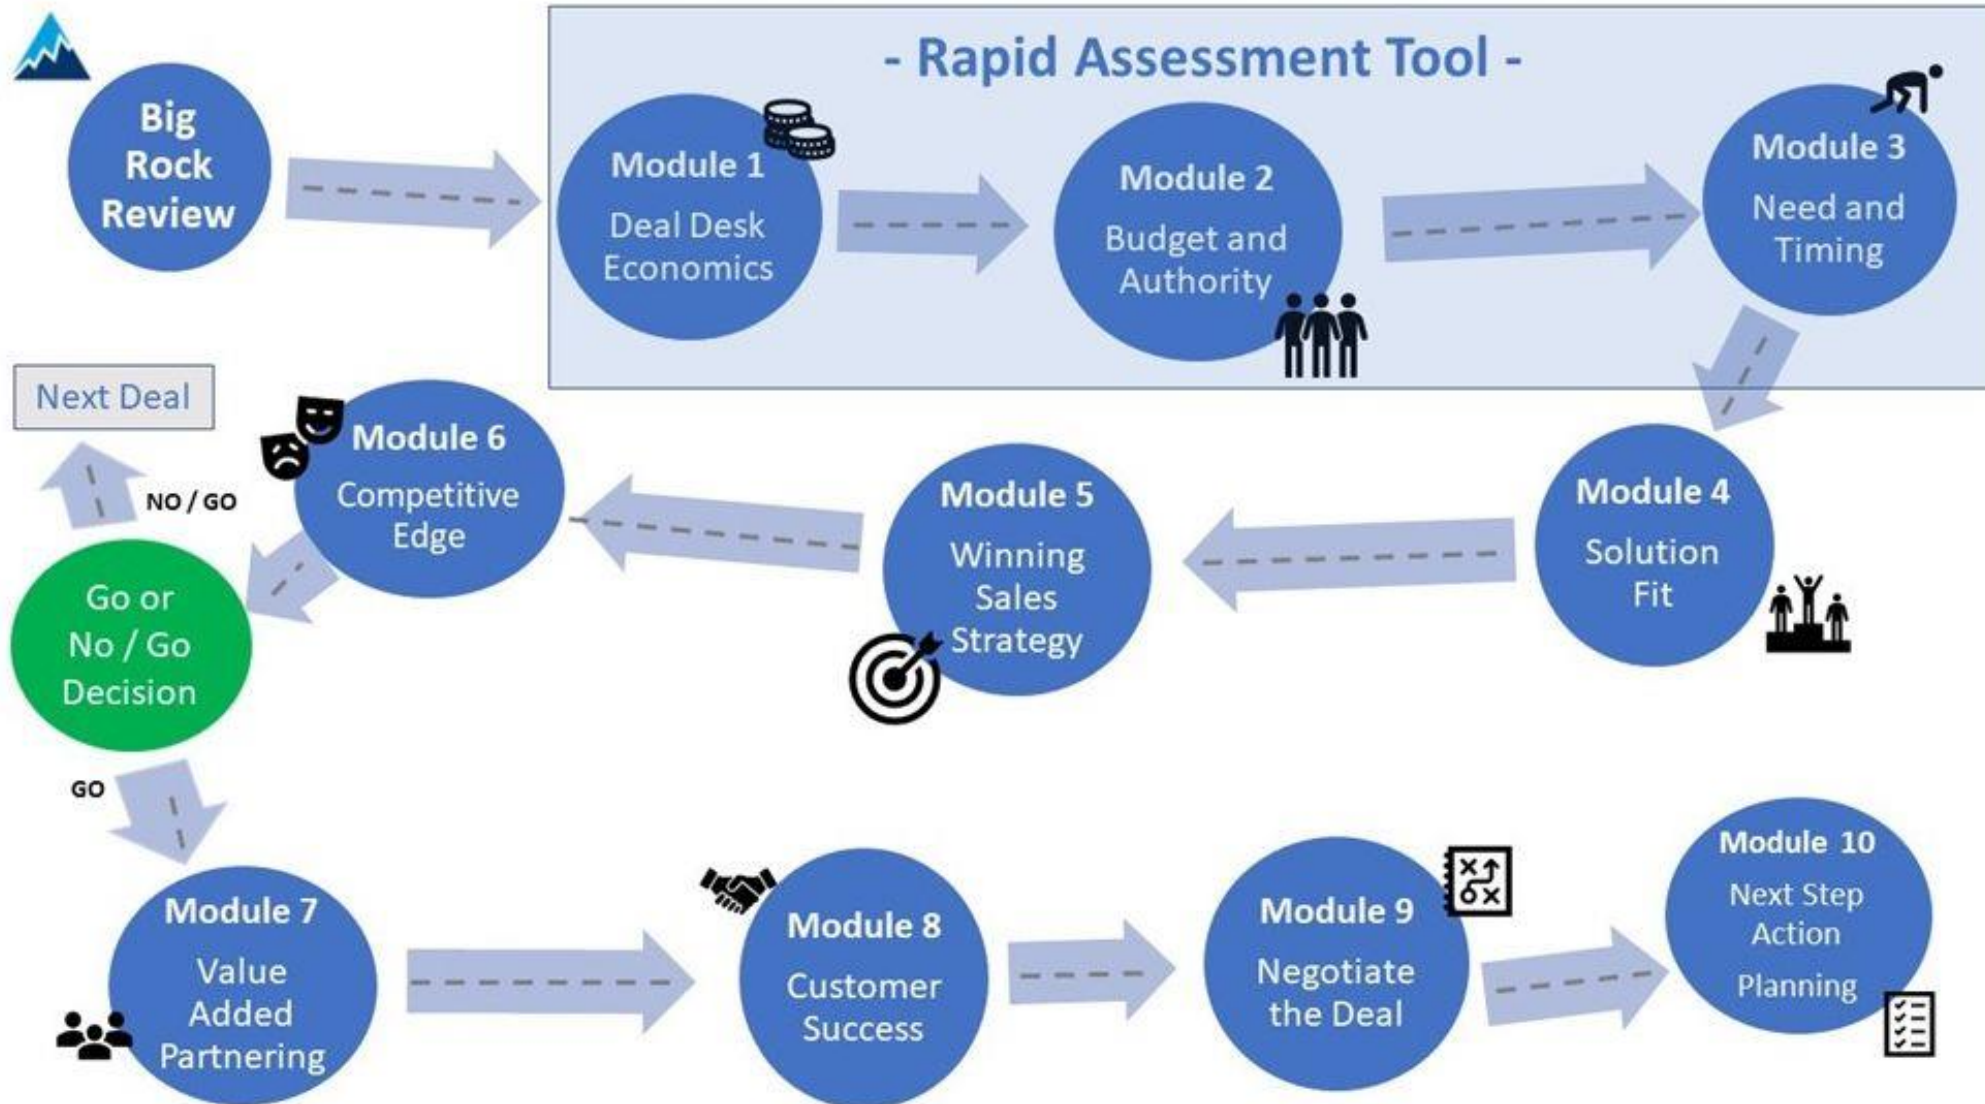 - Rapid Assessment Tool -
Big
Rock
Review
Module 1
Deal Desk
Economics
Module 2
Budget and
Authority
Module 3
Need and
Timing
Module 4
Solution
Fit
Module 5
Winning
Sales
Strategy
Module 6
Competitive
Edge
Go or
No / Go
Decision
NO / GO
Next Deal
GO
Module 7
Value
Added
Partnering
Module 8
Customer
Success
Module 9
Negotiate
the Deal
Module 10
Next Step
Action
Planning